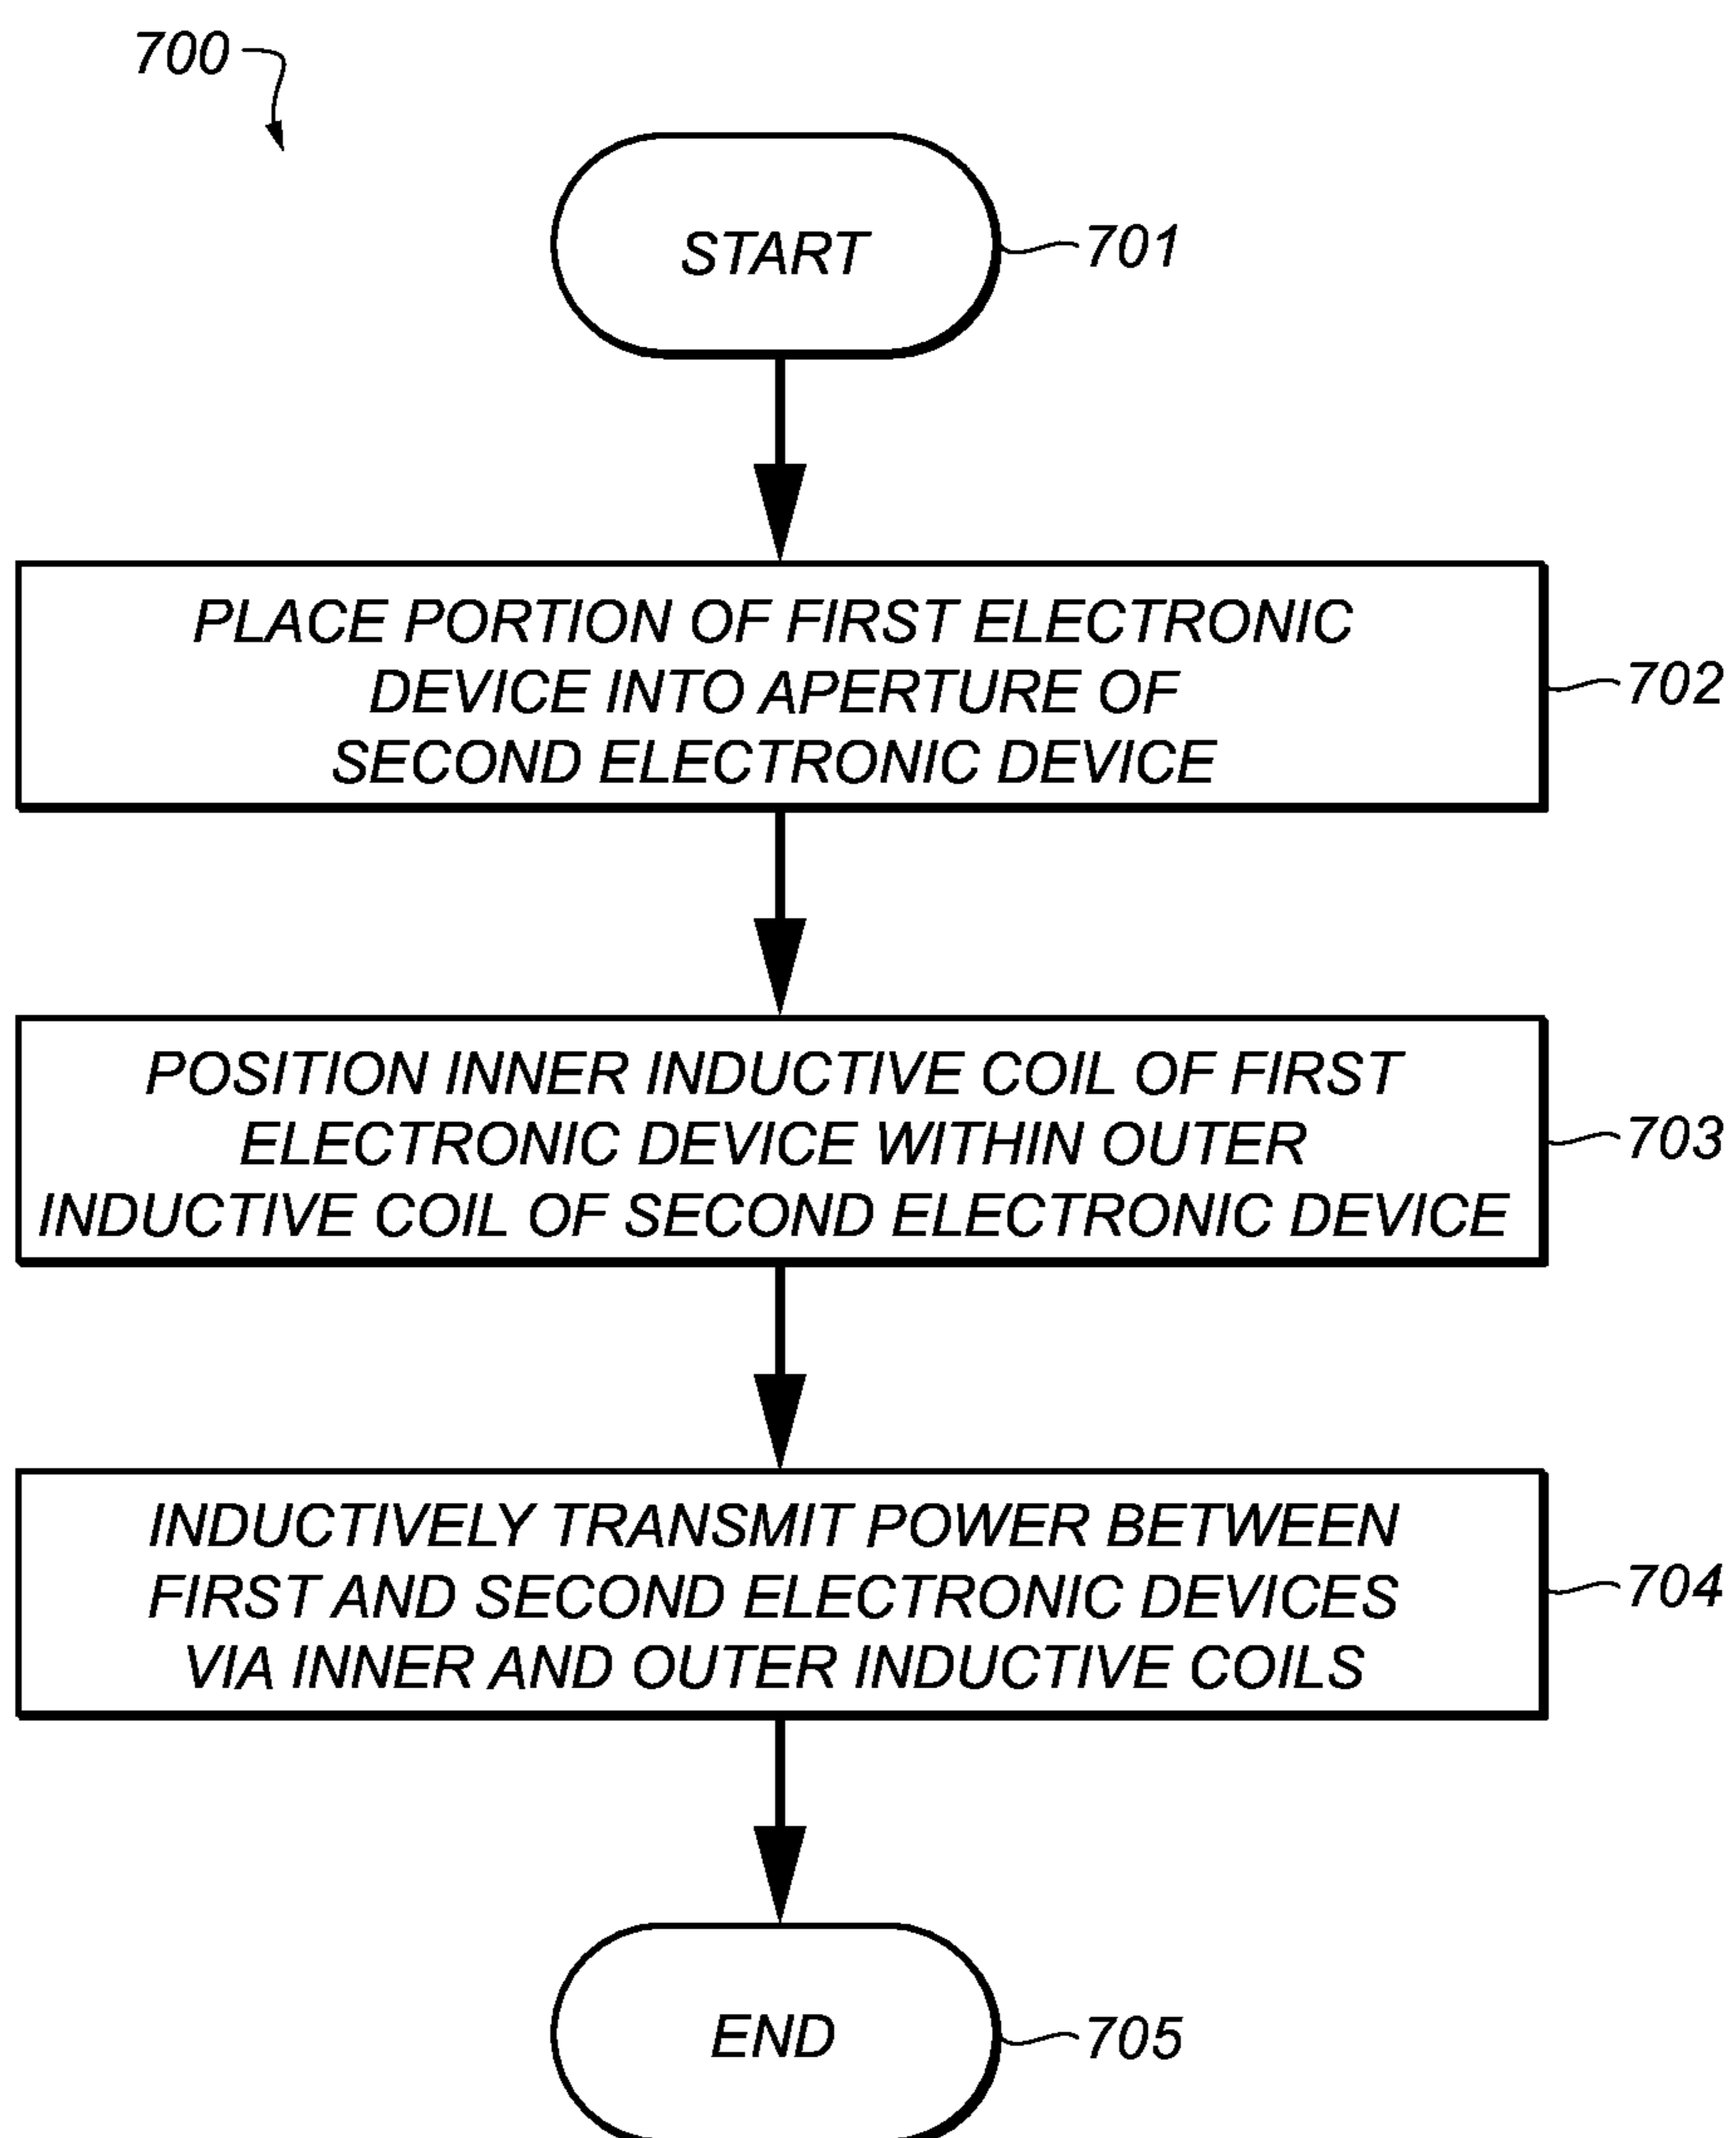 700
START
701
PLACE PORTION OF FIRST ELECTRONIC
DEVICE INTO APERTURE OF
SECOND ELECTRONIC DEVICE
702
POSITION INNER INDUCTIVE COIL OF FIRST
ELECTRONIC DEVICE WITHIN OUTER
INDUCTIVE COIL OF SECOND ELECTRONIC DEVICE
703
INDUCTIVELY TRANSMIT POWER BETWEEN
FIRST AND SECOND ELECTRONIC DEVICES
VIA INNER AND OUTER INDUCTIVE COILS
704
END
705